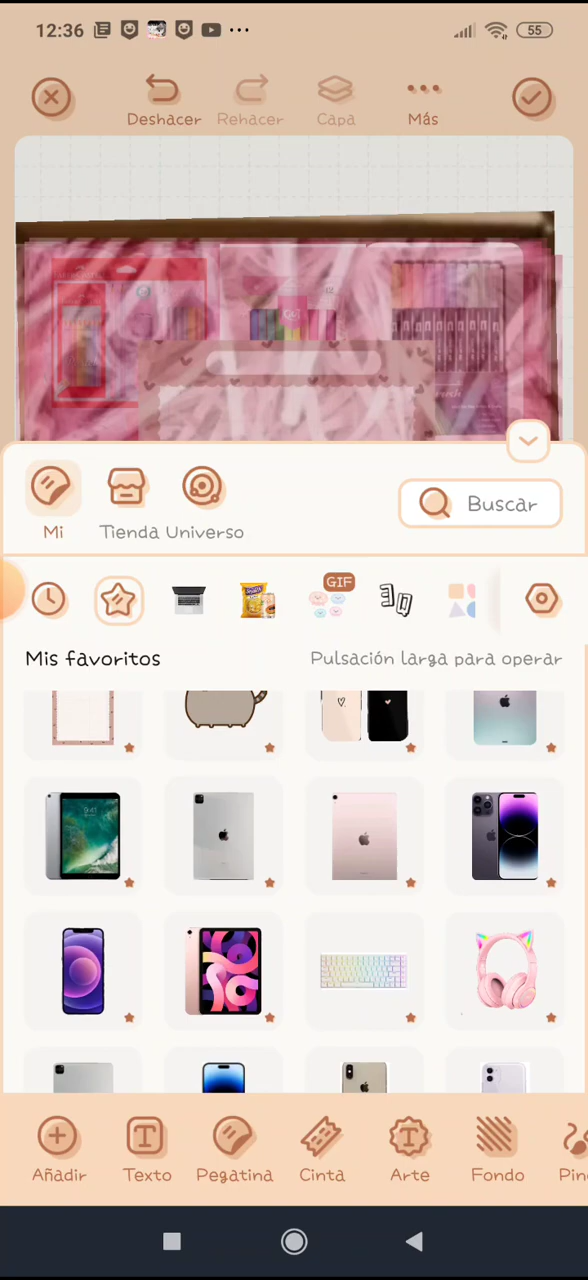 12:36
55
Deshacer Rehacer Capa Más
Mi Tienda Universo Buscar
GIF
Mis favoritos Pulsación larga para operar
Añadir Texto Pegatina Cinta Arte Fondo Pinc